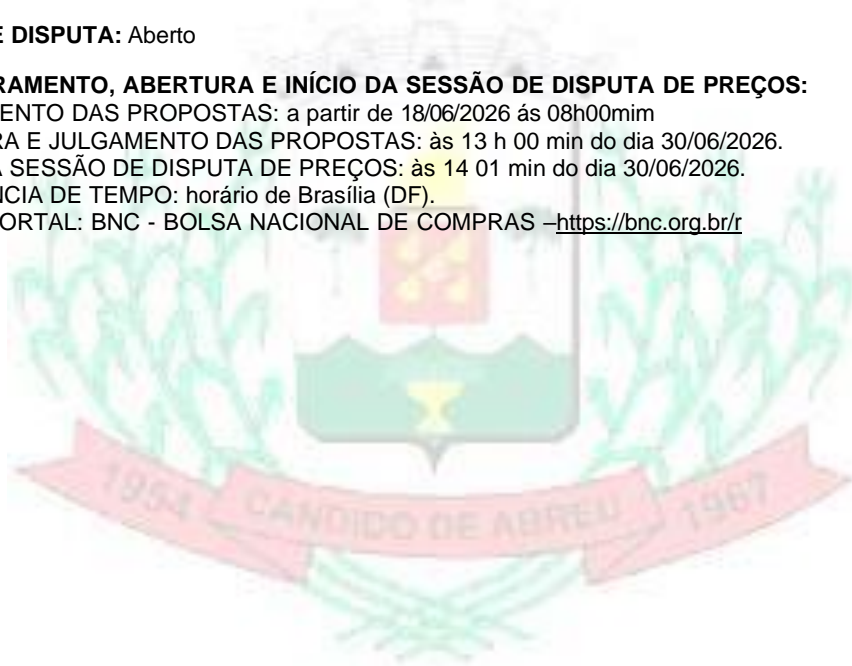 E DISPUTA: Aberto
RAMENTO, ABERTURA E INÍCIO DA SESSÃO DE DISPUTA DE PREÇOS:
ENTO DAS PROPOSTAS: a partir de 18/06/2026 ás 08h00mim
RA E JULGAMENTO DAS PROPOSTAS: às 13 h 00 min do dia 30/06/2026.
A SESSÃO DE DISPUTA DE PREÇOS: às 14 01 min do dia 30/06/2026.
NCIA DE TEMPO: horário de Brasília (DF).
ORTAL: BNC - BOLSA NACIONAL DE COMPRAS –https://bnc.org.br/r
1954 CANDIDO DE ABREU 1967